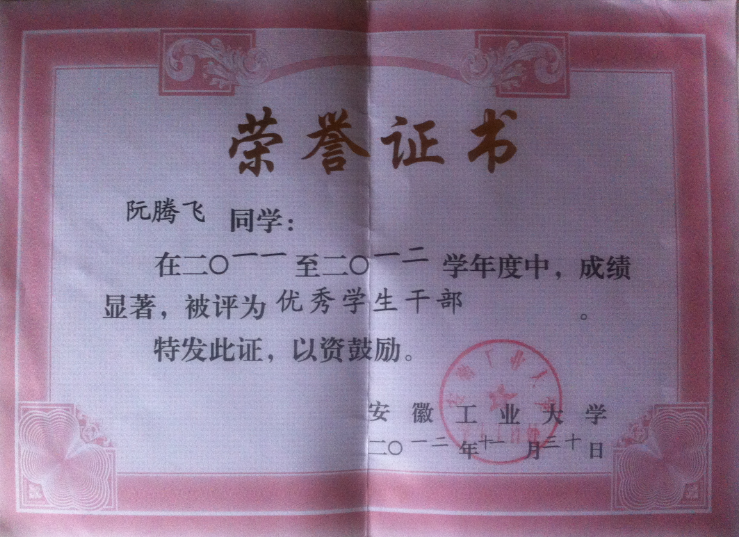 荣誉证书
阮腾飞 同学：
在二〇一一至二〇一二学年度中，成绩
显著，被评为优秀学生干部。
特发此证，以资鼓励。
安徽工业大学
二〇一二年十一月三十日